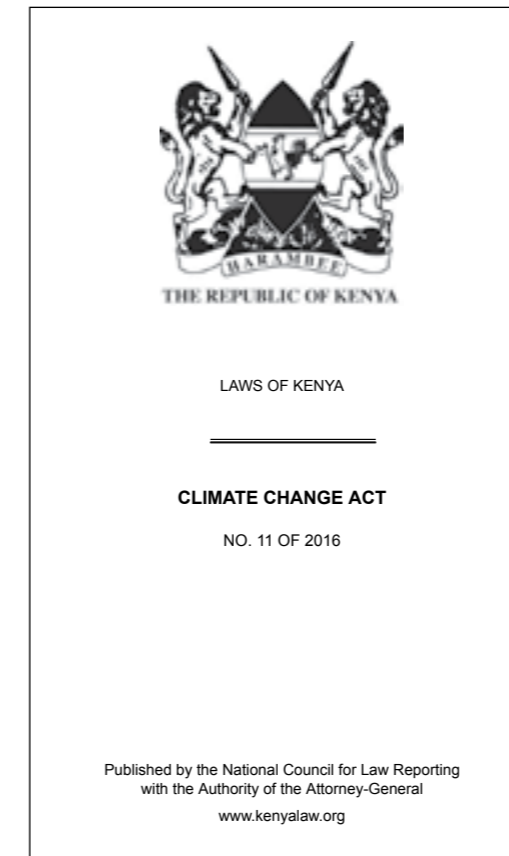 HARAMBEE
THE REPUBLIC OF KENYA
LAWS OF KENYA
CLIMATE CHANGE ACT
NO. 11 OF 2016
Published by the National Council for Law Reporting
with the Authority of the Attorney-General
www.kenyalaw.org